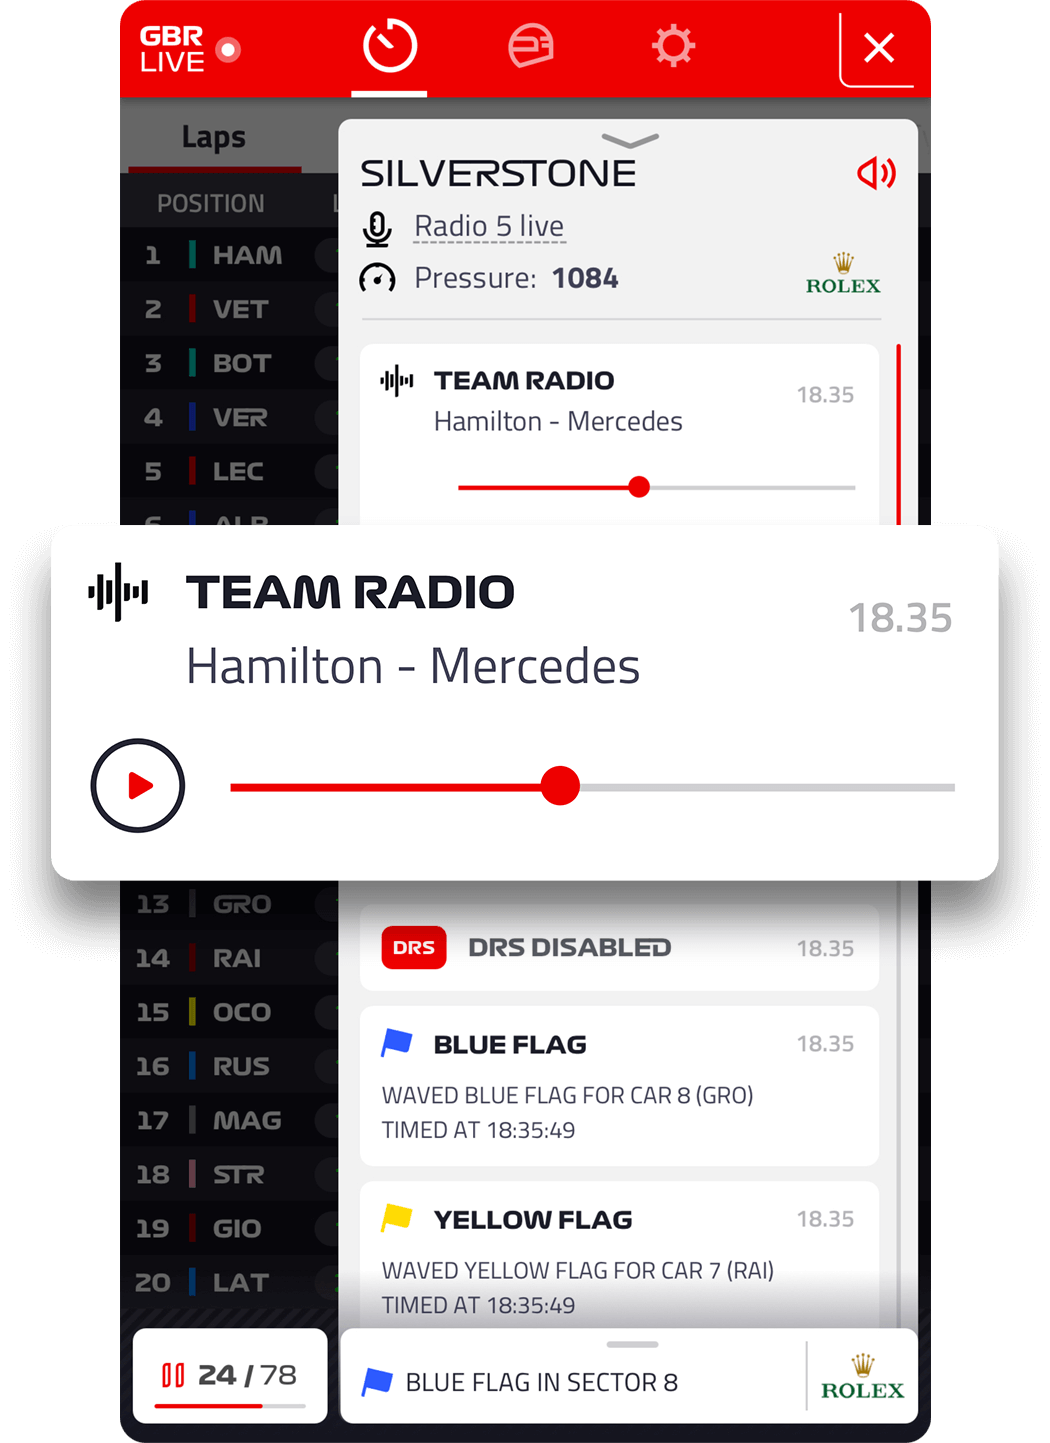 GBR
LIVE
Laps
SILVERSTONE
Radio 5 live
Pressure: 1084
ROLEX
POSITION
1 HAM
2 VET
3 BOT
4 VER
5 LEC
6 ALB
TEAM RADIO
18.35
Hamilton - Mercedes
TEAM RADIO
18.35
Hamilton - Mercedes
13 GRO
14 RAI
15 OCO
16 RUS
17 MAG
18 STR
19 GIO
20 LAT
DRS DRS DISABLED 18.35
BLUE FLAG 18.35
WAVED BLUE FLAG FOR CAR 8 (GRO)
TIMED AT 18:35:49
YELLOW FLAG 18.35
WAVED YELLOW FLAG FOR CAR 7 (RAI)
TIMED AT 18:35:49
24 / 78
BLUE FLAG IN SECTOR 8
ROLEX